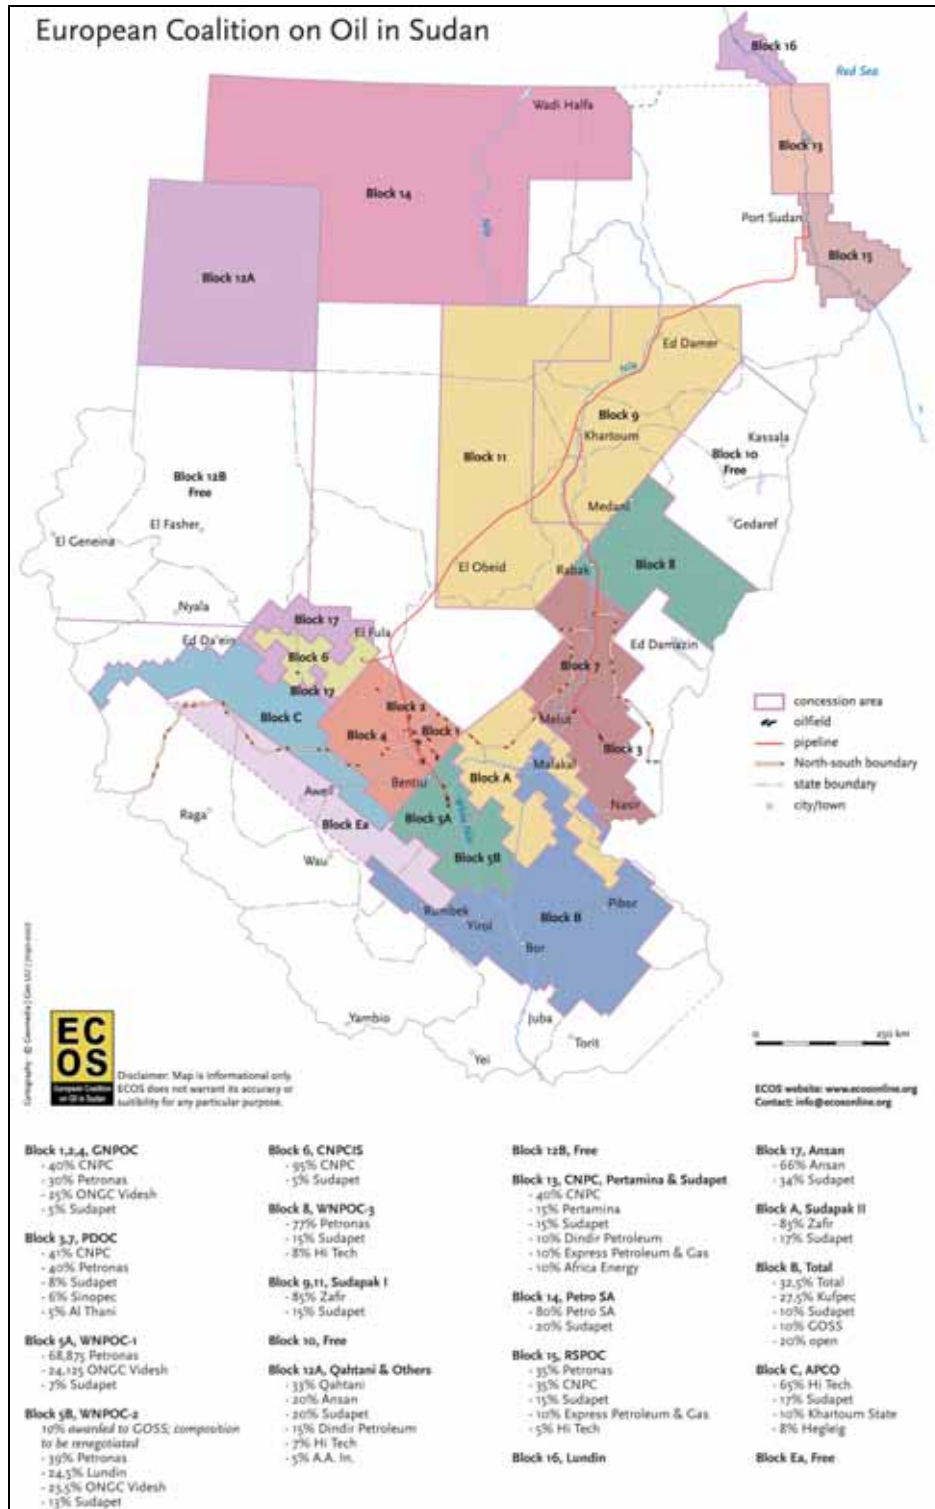 European Coalition on Oil in Sudan
Block 16
Red Sea
Wadi Halfa
Block 13
Block 14
Port Sudan
Block 15
Block 12A
Ed Damer
Nile
Block 9
Khartoum
Kassala
Block 11
Block 10
Free
Block 12B
Free
Medani
El Fasher
Gedaref
El Geneina
El Obeid
Rabak
Block 8
Nyala
Block 17
El Fula
Ed Da'ein
Ed Damazin
Block 6
Block 7
Block 17
Block 2
Block C
Block 1
Melut
Block 4
Block 3
Malakal
Block A
Bentiu
Aweil
Nasir
Raga
Block 5A
Block Ea
Wau
Block 5B
Pibor
Rumbek
Block B
Yirol
Bor
Yambio
Juba
Torit
Yei
concession area
oilfield
pipeline
North-south boundary
state boundary
city/town
0 250 km
EC
OS
European Coalition
on Oil in Sudan
Disclaimer: Map is informational only.
ECOS does not warrant its accuracy or
suitibility for any particular purpose.
ECOS website: www.ecosonline.org
Contact: info@ecosonline.org
Block 1,2,4, GNPOC
- 40% CNPC
- 30% Petronas
- 25% ONGC Videsh
- 5% Sudapet
Block 3,7, PDOC
- 41% CNPC
- 40% Petronas
- 8% Sudapet
- 6% Sinopec
- 5% Al Thani
Block 5A, WNPOC-1
- 68,875 Petronas
- 24,125 ONGC Videsh
- 7% Sudapet
Block 5B, WNPOC-2
10% awarded to GOSS; composition
to be renegotiated
- 39% Petronas
- 24,5% Lundin
- 23,5% ONGC Videsh
- 13% Sudapet
Block 6, CNPCIS
- 95% CNPC
- 5% Sudapet
Block 8, WNPOC-3
- 77% Petronas
- 15% Sudapet
- 8% Hi Tech
Block 9,11, Sudapak I
- 85% Zafir
- 15% Sudapet
Block 10, Free
Block 12A, Qahtani & Others
- 33% Qahtani
- 20% Ansan
- 20% Sudapet
- 15% Dindir Petroleum
- 7% Hi Tech
- 5% A.A. In.
Block 12B, Free
Block 13, CNPC, Pertamina & Sudapet
- 40% CNPC
- 15% Pertamina
- 15% Sudapet
- 10% Dindir Petroleum
- 10% Express Petroleum & Gas
- 10% Africa Energy
Block 14, Petro SA
- 80% Petro SA
- 20% Sudapet
Block 15, RSPOC
- 35% Petronas
- 35% CNPC
- 15% Sudapet
- 10% Express Petroleum & Gas
- 5% Hi Tech
Block 16, Lundin
Block 17, Ansan
- 66% Ansan
- 34% Sudapet
Block A, Sudapak II
- 83% Zafir
- 17% Sudapet
Block B, Total
- 32,5% Total
- 27,5% Kufpec
- 10% Sudapet
- 10% GOSS
- 20% open
Block C, APCO
- 65% Hi Tech
- 17% Sudapet
- 10% Khartoum State
- 8% Hegleig
Block Ea, Free